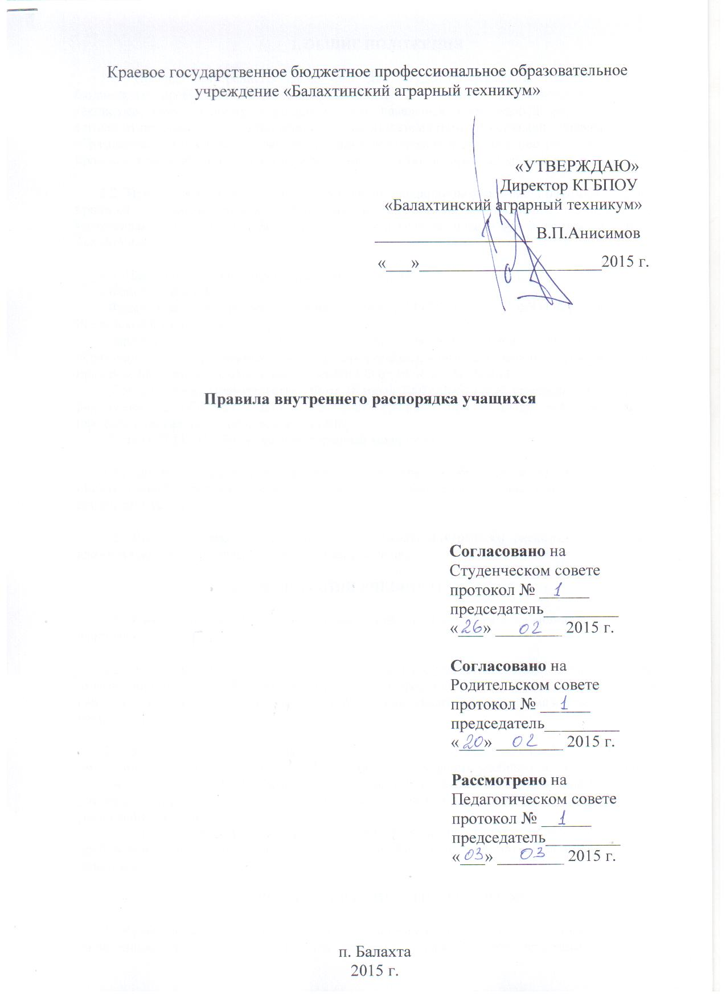 Краевое государственное бюджетное профессиональное образовательное
учреждение «Балахтинский аграрный техникум»
«УТВЕРЖДАЮ»
Директор КГБПОУ
«Балахтинский аграрный техникум»
___________________ В.П.Анисимов
«___»______________________2015 г.
Правила внутреннего распорядка учащихся
Согласовано на
Студенческом совете
протокол № 1
председатель_________
«26» 02 2015 г.
Согласовано на
Родительском совете
протокол № 1
председатель_________
«20» 02 2015 г.
Рассмотрено на
Педагогическом совете
протокол № 1
председатель_________
«03» 03 2015 г.
п. Балахта
2015 г.